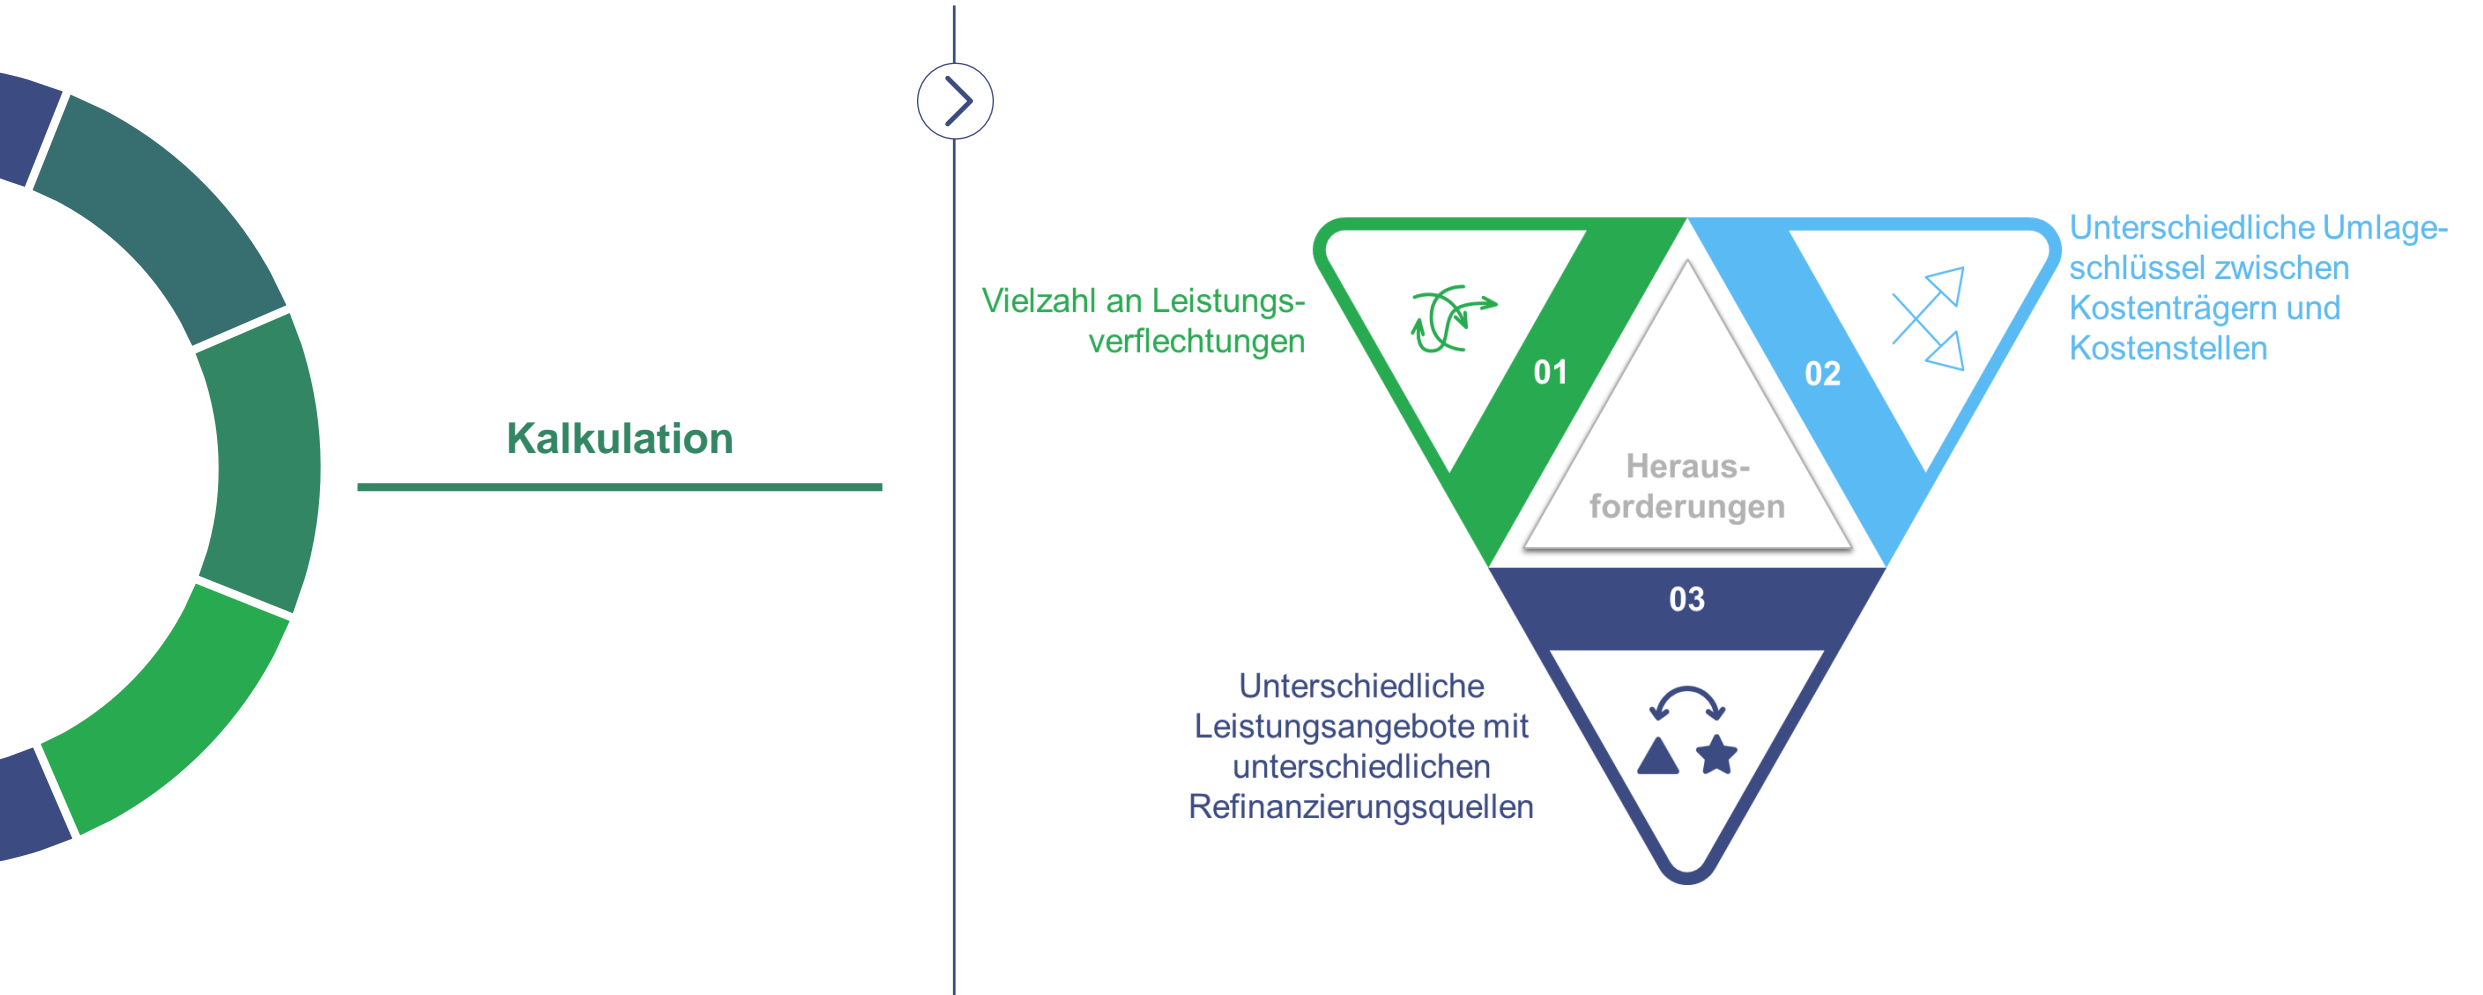 Kalkulation
Vielzahl an Leistungs-
verflechtungen
01
Unterschiedliche Umlage-
schlüssel zwischen
Kostenträgern und
Kostenstellen
02
Heraus-
forderungen
03
Unterschiedliche
Leistungsangebote mit
unterschiedlichen
Refinanzierungsquellen